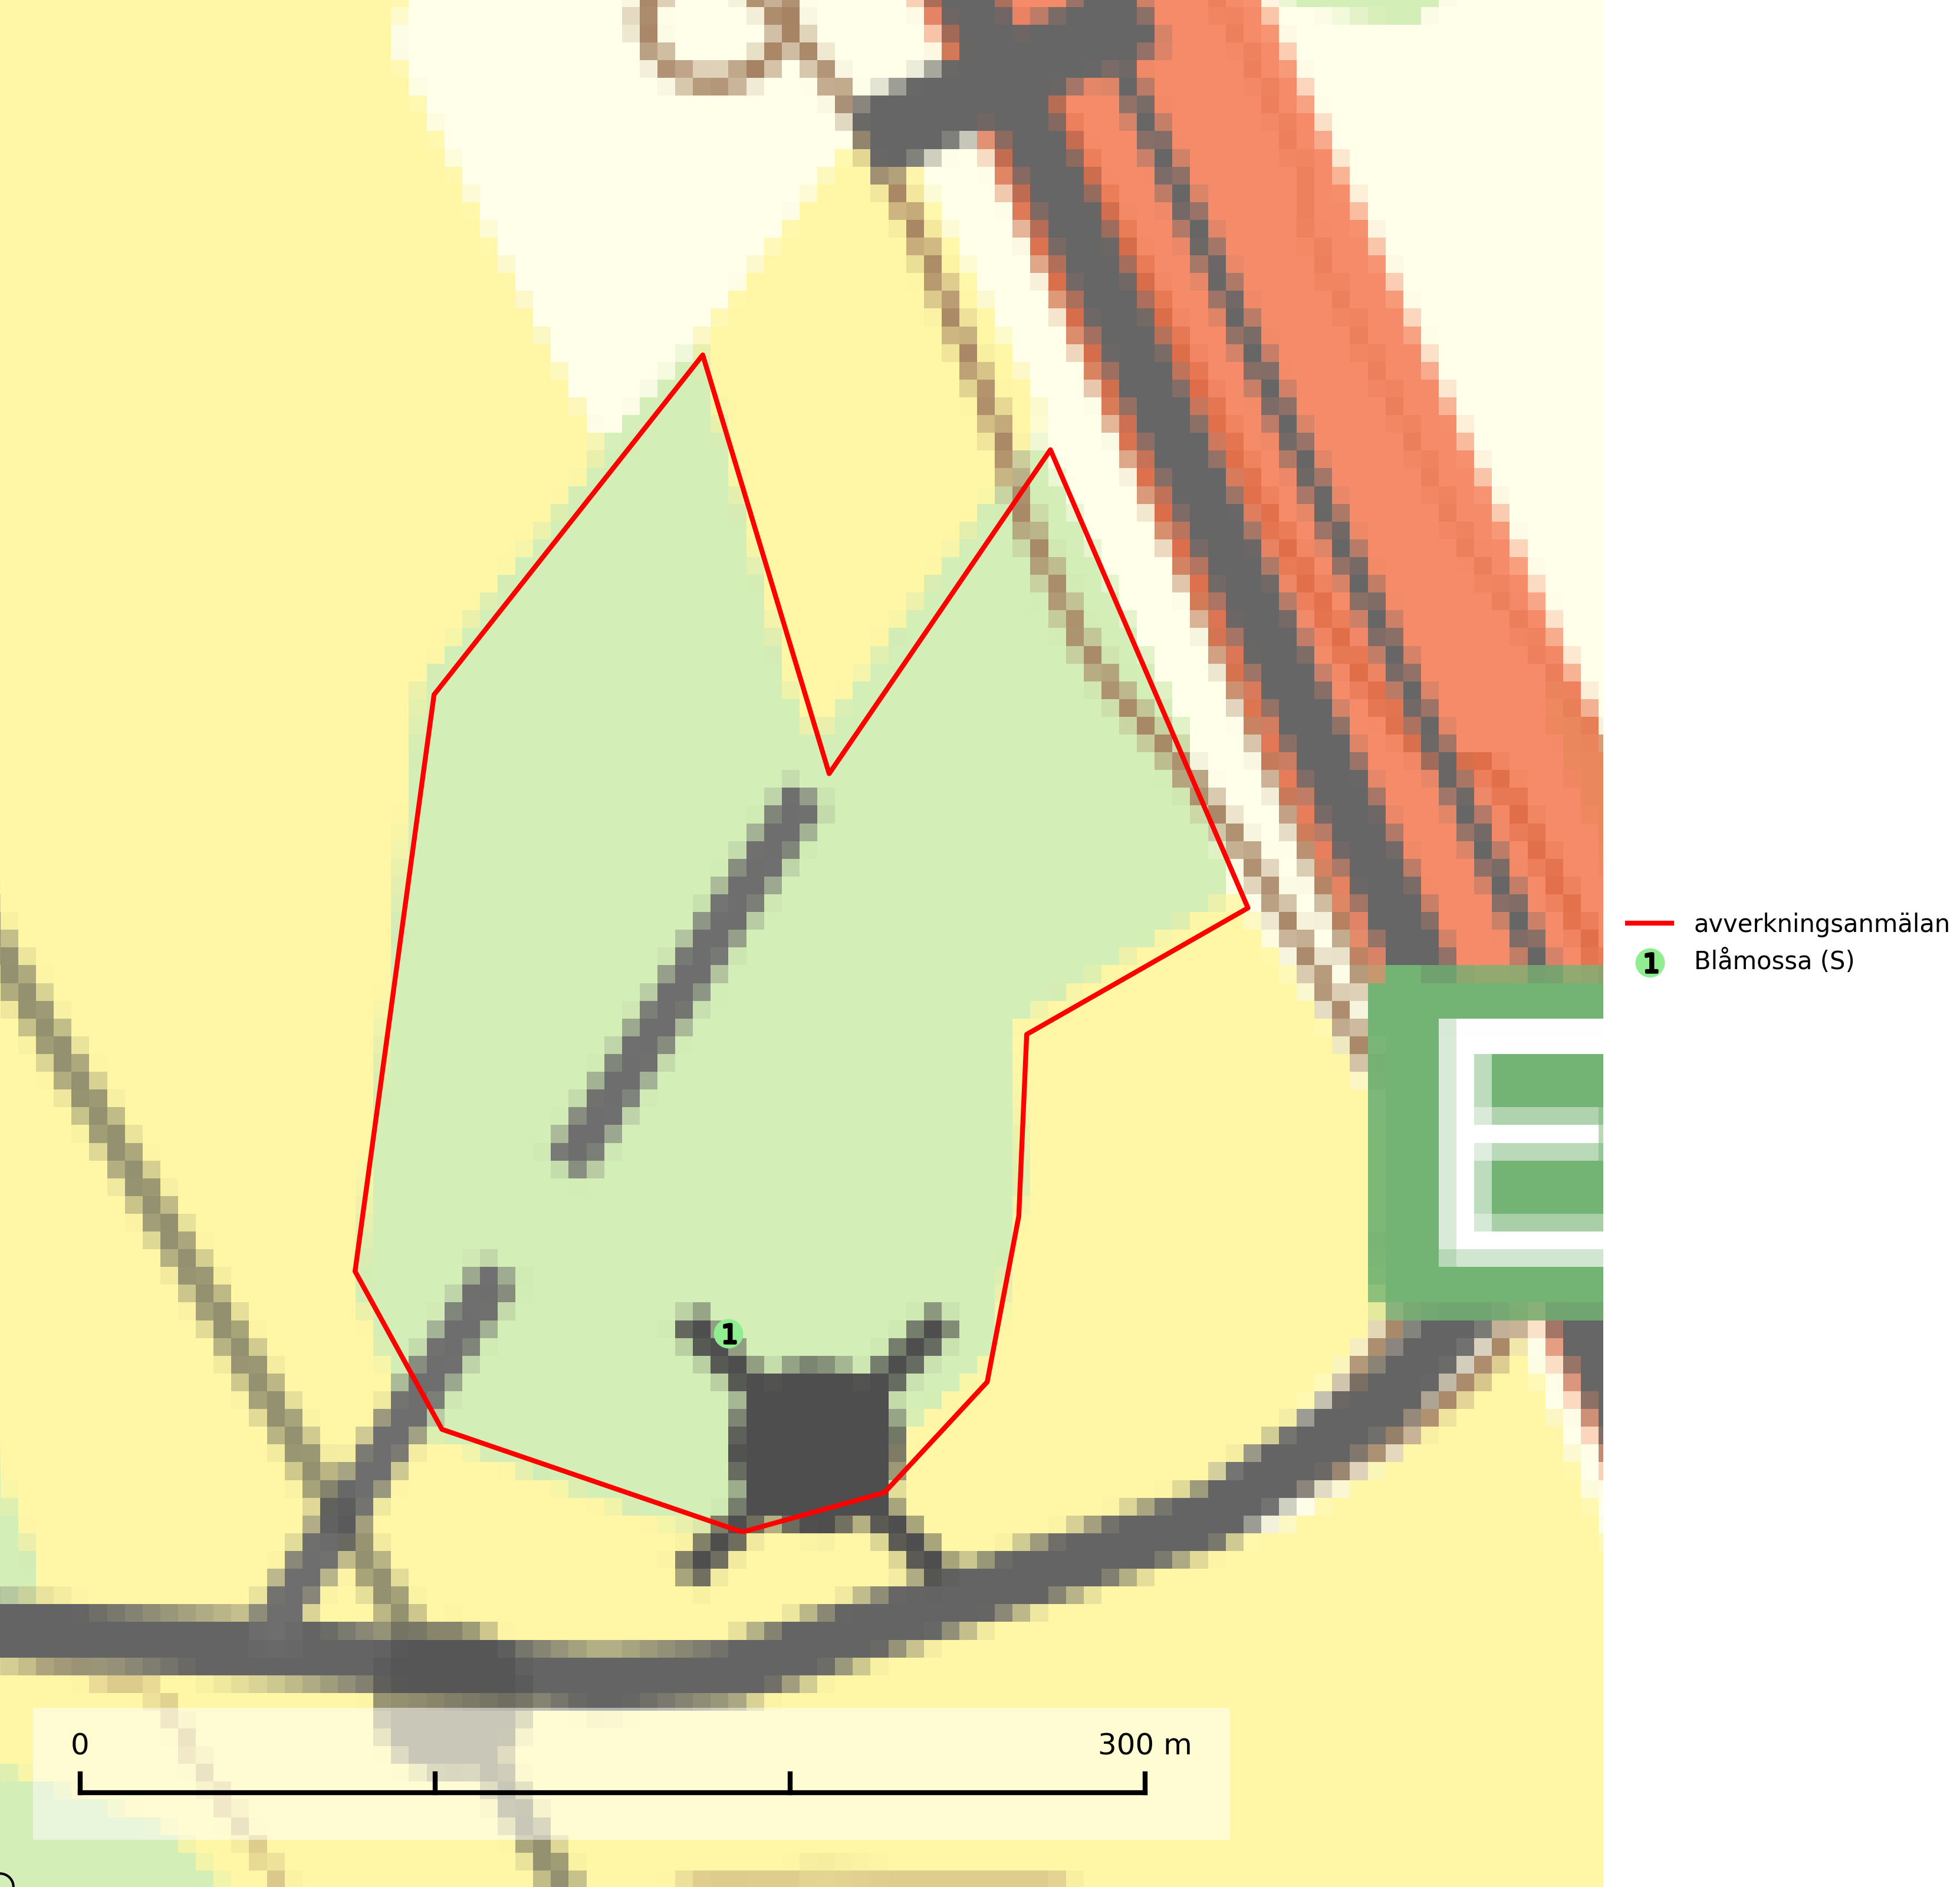 avverkningsanmälan
1 Blåmossa (S)
1
E
0 300 m